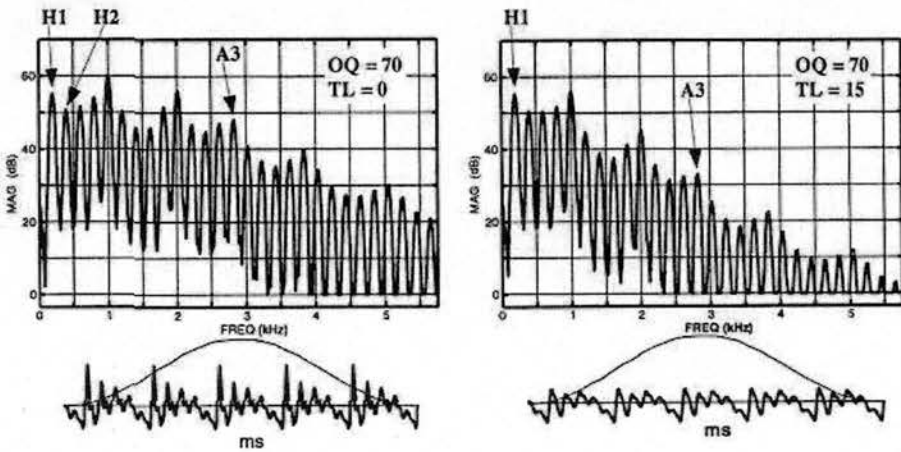 H1
H2
A3
OQ = 70
TL = 0
MAG (dB)
60
40
20
0
0
1
2
3
4
5
FREQ (kHz)
ms
H1
A3
OQ = 70
TL = 15
MAG (dB)
60
40
20
0
0
1
2
3
4
5
FREQ (kHz)
ms